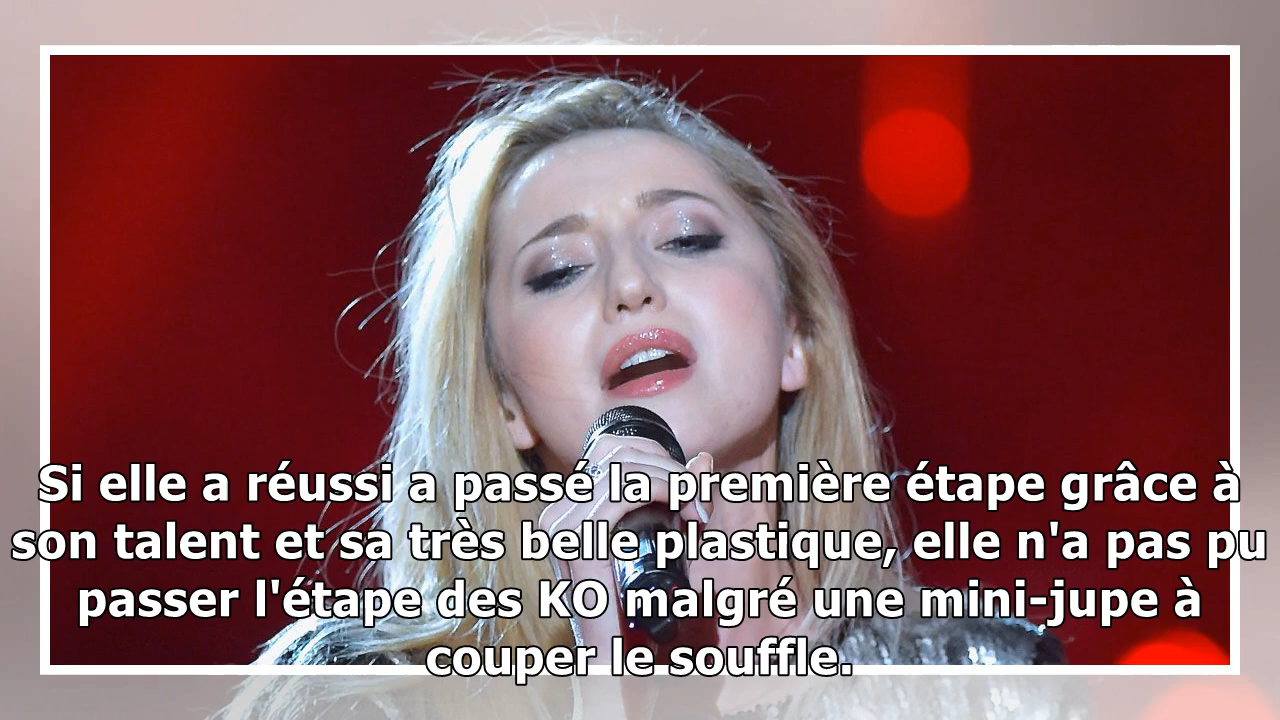 Si elle a réussi a passé la première étape grâce à
son talent et sa très belle plastique, elle n'a pas pu
passer l'étape des KO malgré une mini-jupe à
couper le souffle.